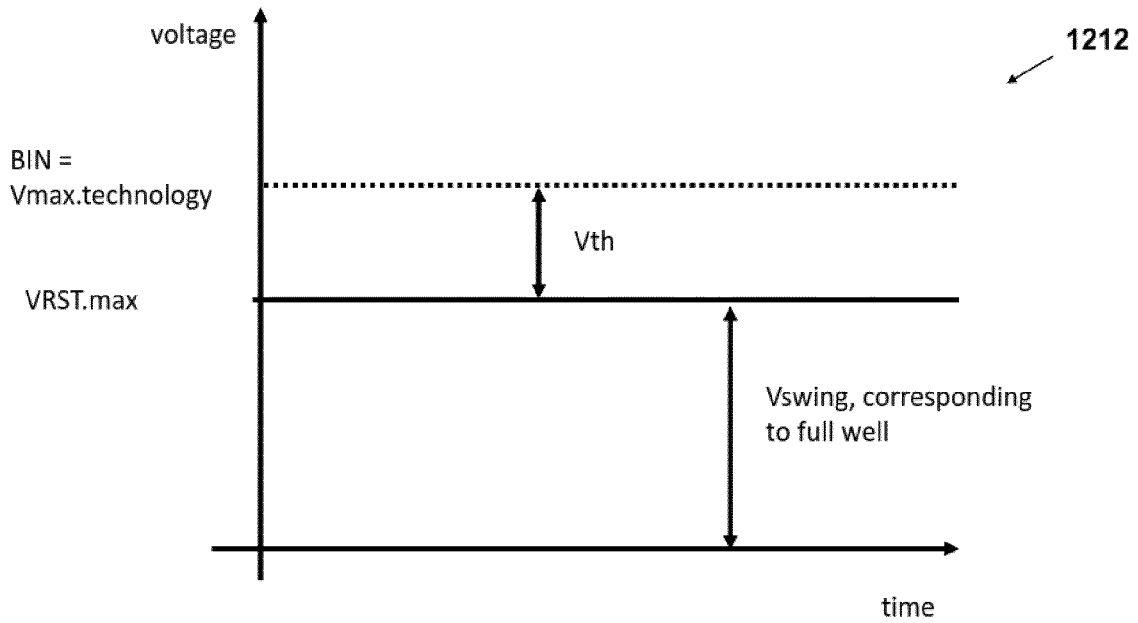 voltage
1212
BIN =
Vmax.technology
Vth
VRST.max
Vswing, corresponding
to full well
time